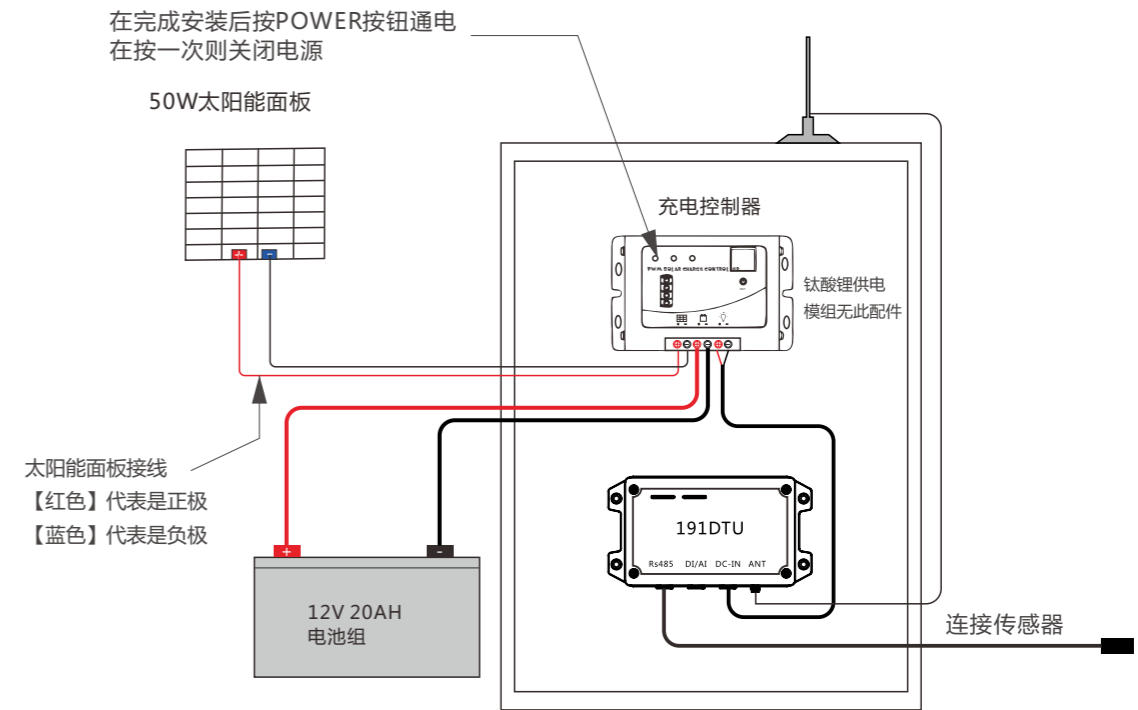 在完成安装后按POWER按钮通电
在按一次则关闭电源
50W太阳能面板
充电控制器
PWM SOLAR CHARGE CONTROLLER
钛酸锂供电
模组无此配件
太阳能面板接线
【红色】代表是正极
【蓝色】代表是负极
191DTU
Rs485 DI/AI DC-IN ANT
12V 20AH
电池组
连接传感器